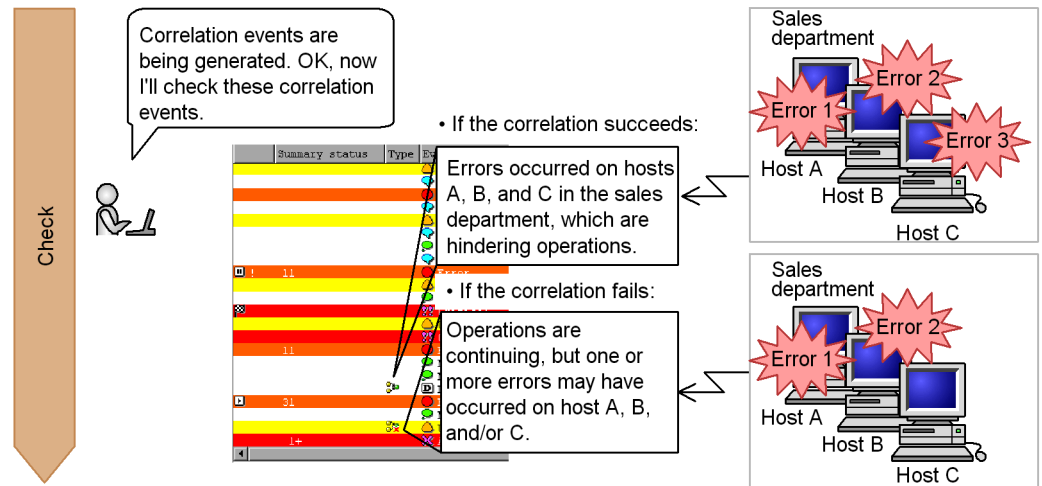 Correlation events are
being generated. OK, now
I'll check these correlation
events.
Check
• If the correlation succeeds:
Summary status
Type
Errors occurred on hosts
A, B, and C in the sales
department, which are
hindering operations.
! 11
Error
• If the correlation fails:
Operations are
continuing, but one or
more errors may have
occurred on host A, B,
and/or C.
11
D
31
1+
Sales
department
Error 1
Error 2
Error 3
Host A
Host B
Host C
Sales
department
Error 1
Error 2
Host A
Host B
Host C